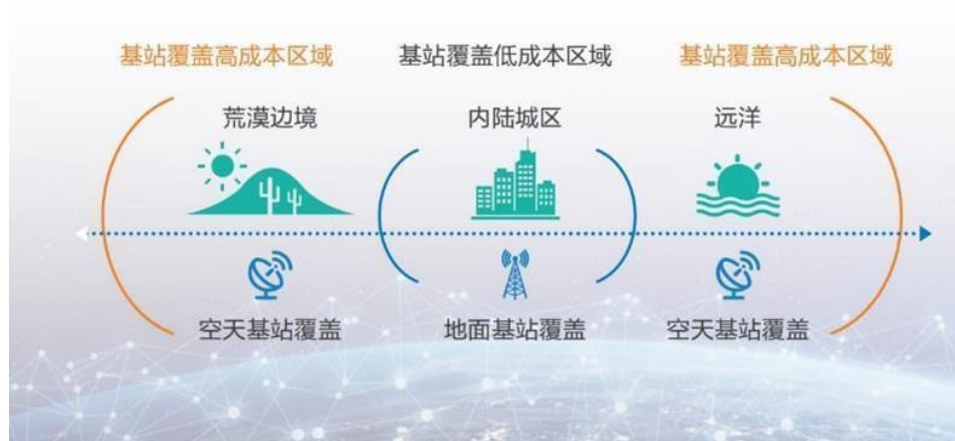 基站覆盖高成本区域
基站覆盖低成本区域
基站覆盖高成本区域
荒漠边境
内陆城区
远洋
空天基站覆盖
地面基站覆盖
空天基站覆盖